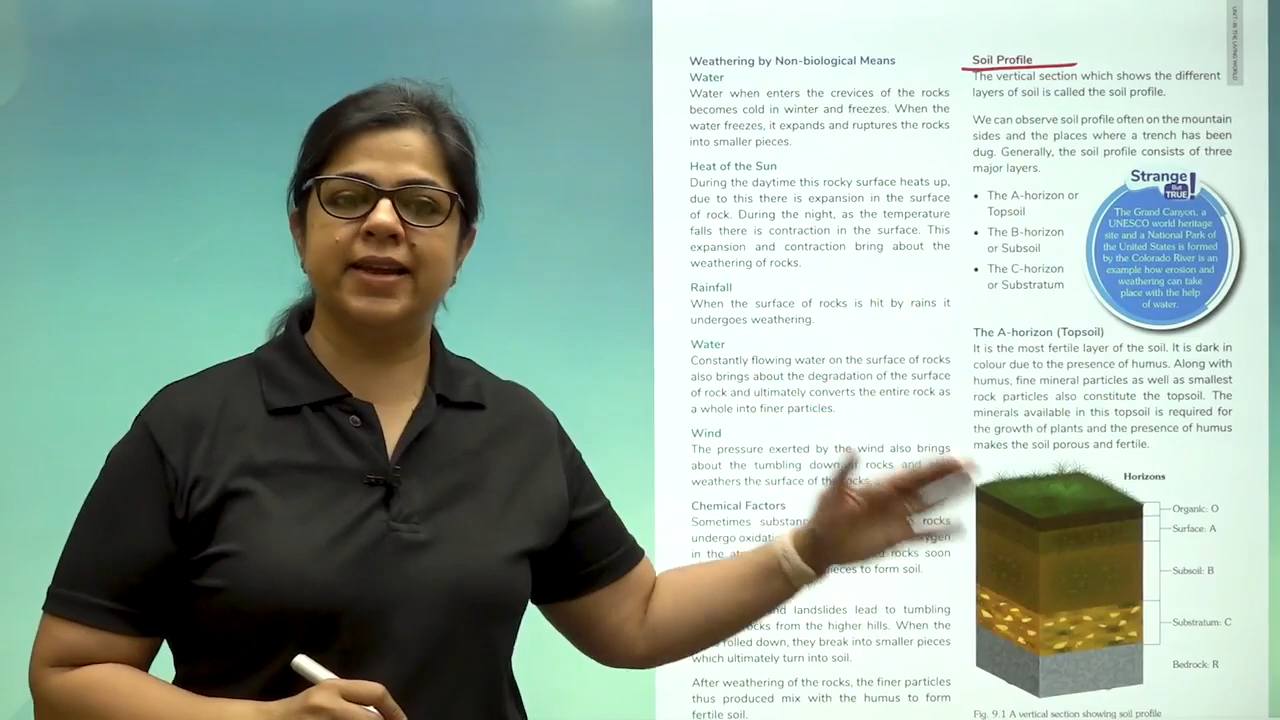 UNIT-III: THE LIVING WORLD
Weathering by Non-biological Means
Water
Water when enters the crevices of the rocks
becomes cold in winter and freezes. When the
water freezes, it expands and ruptures the rocks
into smaller pieces.
Heat of the Sun
During the daytime this rocky surface heats up,
due to this there is expansion in the surface
of rock. During the night, as the temperature
falls there is contraction in the surface. This
expansion and contraction bring about the
weathering of rocks.
Rainfall
When the surface of rocks is hit by rains it
undergoes weathering.
Water
Constantly flowing water on the surface of rocks
also brings about the degradation of the surface
of rock and ultimately converts the entire rock as
a whole into finer particles.
Wind
The pressure exerted by the wind also brings
about the tumbling down of rocks and
weathers the surface of the rocks.
Chemical Factors
Sometimes rocks
undergo
in the rocks soon
pieces to form soil.
landslides lead to tumbling
from the higher hills. When the
rolled down, they break into smaller pieces
which ultimately turn into soil.
After weathering of the rocks, the finer particles
thus produced mix with the humus to form
fertile soil.
Soil Profile
The vertical section which shows the different
layers of soil is called the soil profile.
We can observe soil profile often on the mountain
sides and the places where a trench has been
dug. Generally, the soil profile consists of three
major layers.
• The A-horizon or
Topsoil
• The B-horizon
or Subsoil
• The C-horizon
or Substratum
Strange
But
TRUE!
The Grand Canyon, a
UNESCO world heritage
site and a National Park of
the United States is formed
by the Colorado River is an
example how erosion and
weathering can take
place with the help
of water.
The A-horizon (Topsoil)
It is the most fertile layer of the soil. It is dark in
colour due to the presence of humus. Along with
humus, fine mineral particles as well as smallest
rock particles also constitute the topsoil. The
minerals available in this topsoil is required for
the growth of plants and the presence of humus
makes the soil porous and fertile.
Horizons
Organic: O
Surface: A
Subsoil: B
Substratum: C
Bedrock: R
Fig. 9.1 A vertical section showing soil profile